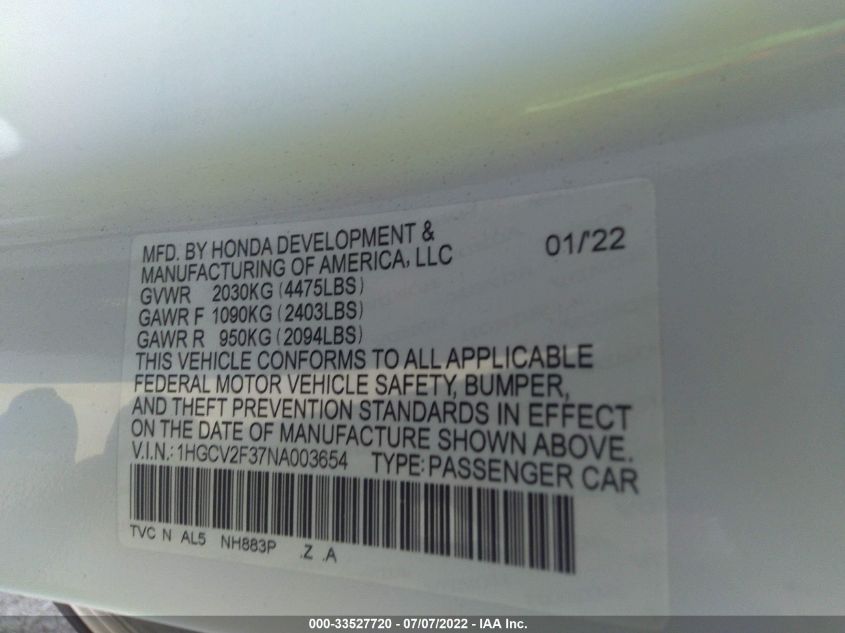 MFD. BY HONDA DEVELOPMENT & 01/'22
MANUFACTURING OF AMERICA, LLC
GVWR 2030KG (4475LBS)
GAWR F 1090KG (2403LBS)
GAWR R 950KG (2094LBS)
THIS VEHICLE CONFORMS TO ALL APPLICABLE
FEDERAL MOTOR VEHICLE SAFETY, BUMPER,
AND THEFT PREVENTION STANDARDS IN EFFECT
ON THE DATE OF MANUFACTURE SHOWN ABOVE.
V.I.N.: 1HGCV2F37NA003654 TYPE: PASSENGER CAR
TVC N AL5 NH883P .Z .A
000-33527720 - 07/07/2022 - IAA Inc.